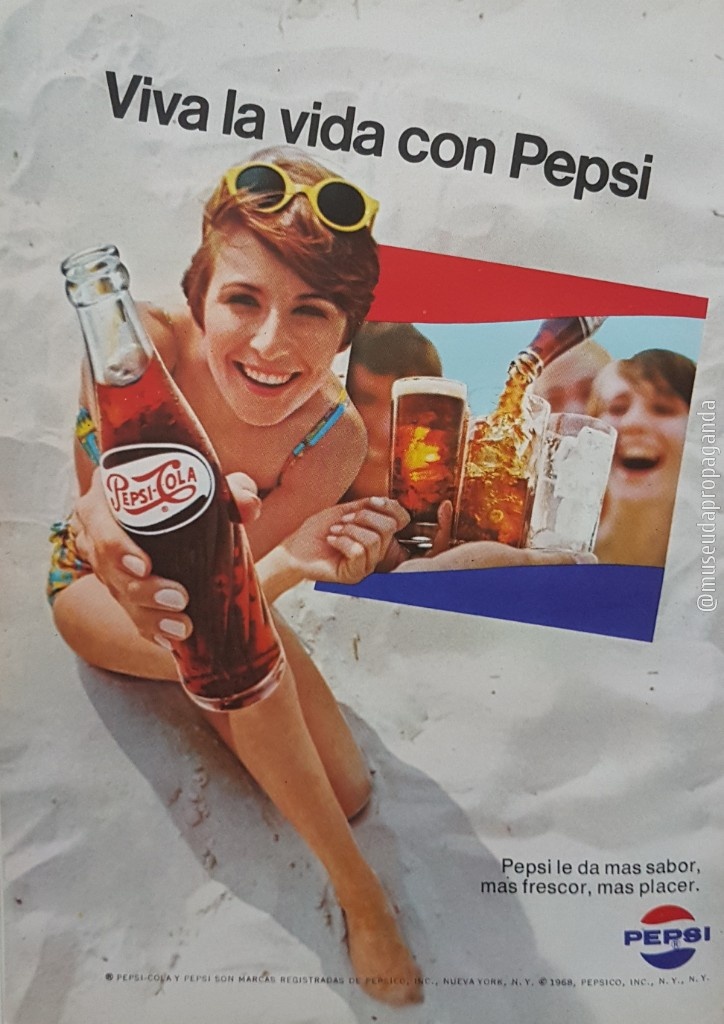 Viva la vida con Pepsi
PEPSI-COLA
®
@museudapropaganda
Pepsi le da mas sabor,
mas frescor, mas placer.
PEPSI
® PEPSI-COLA Y PEPSI SON MARCAS REGISTRADAS DE PEPSICO, INC., NUEVA YORK, N. Y. © 1968, PEPSICO, INC., N. Y., N. Y.